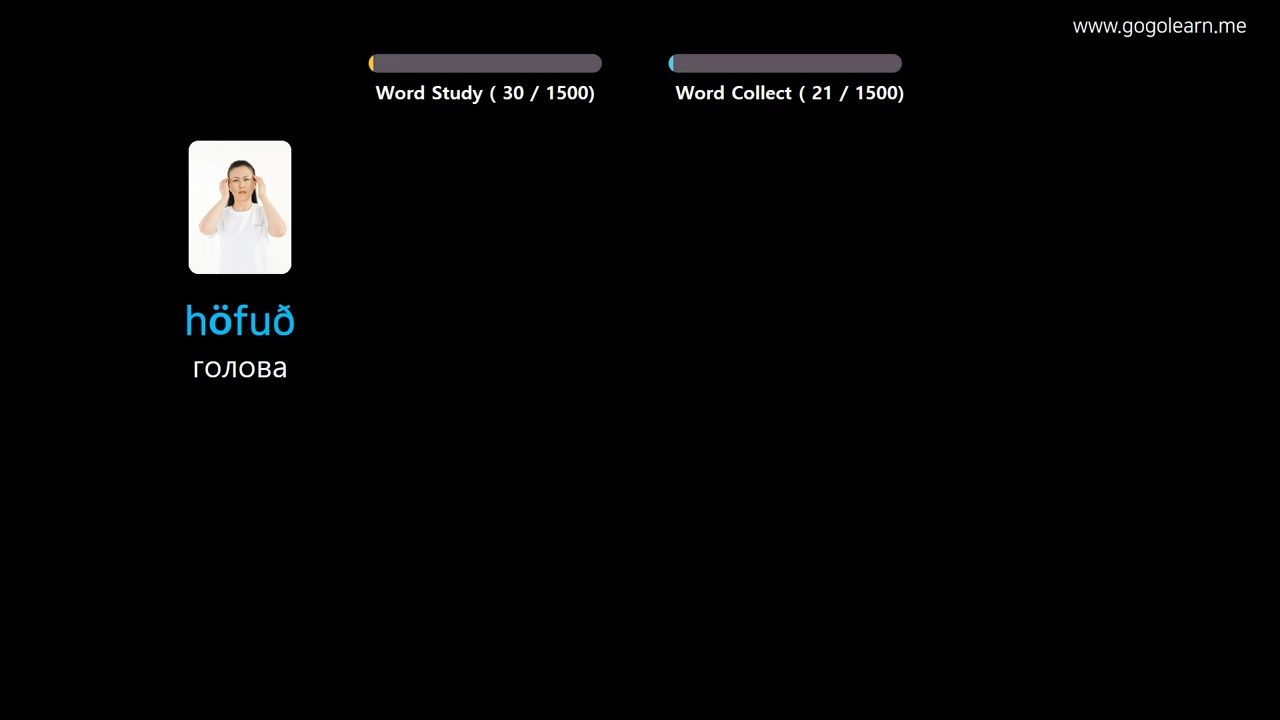 www.gogolearn.me
Word Study ( 30 / 1500)
Word Collect ( 21 / 1500)
höfuð
голова